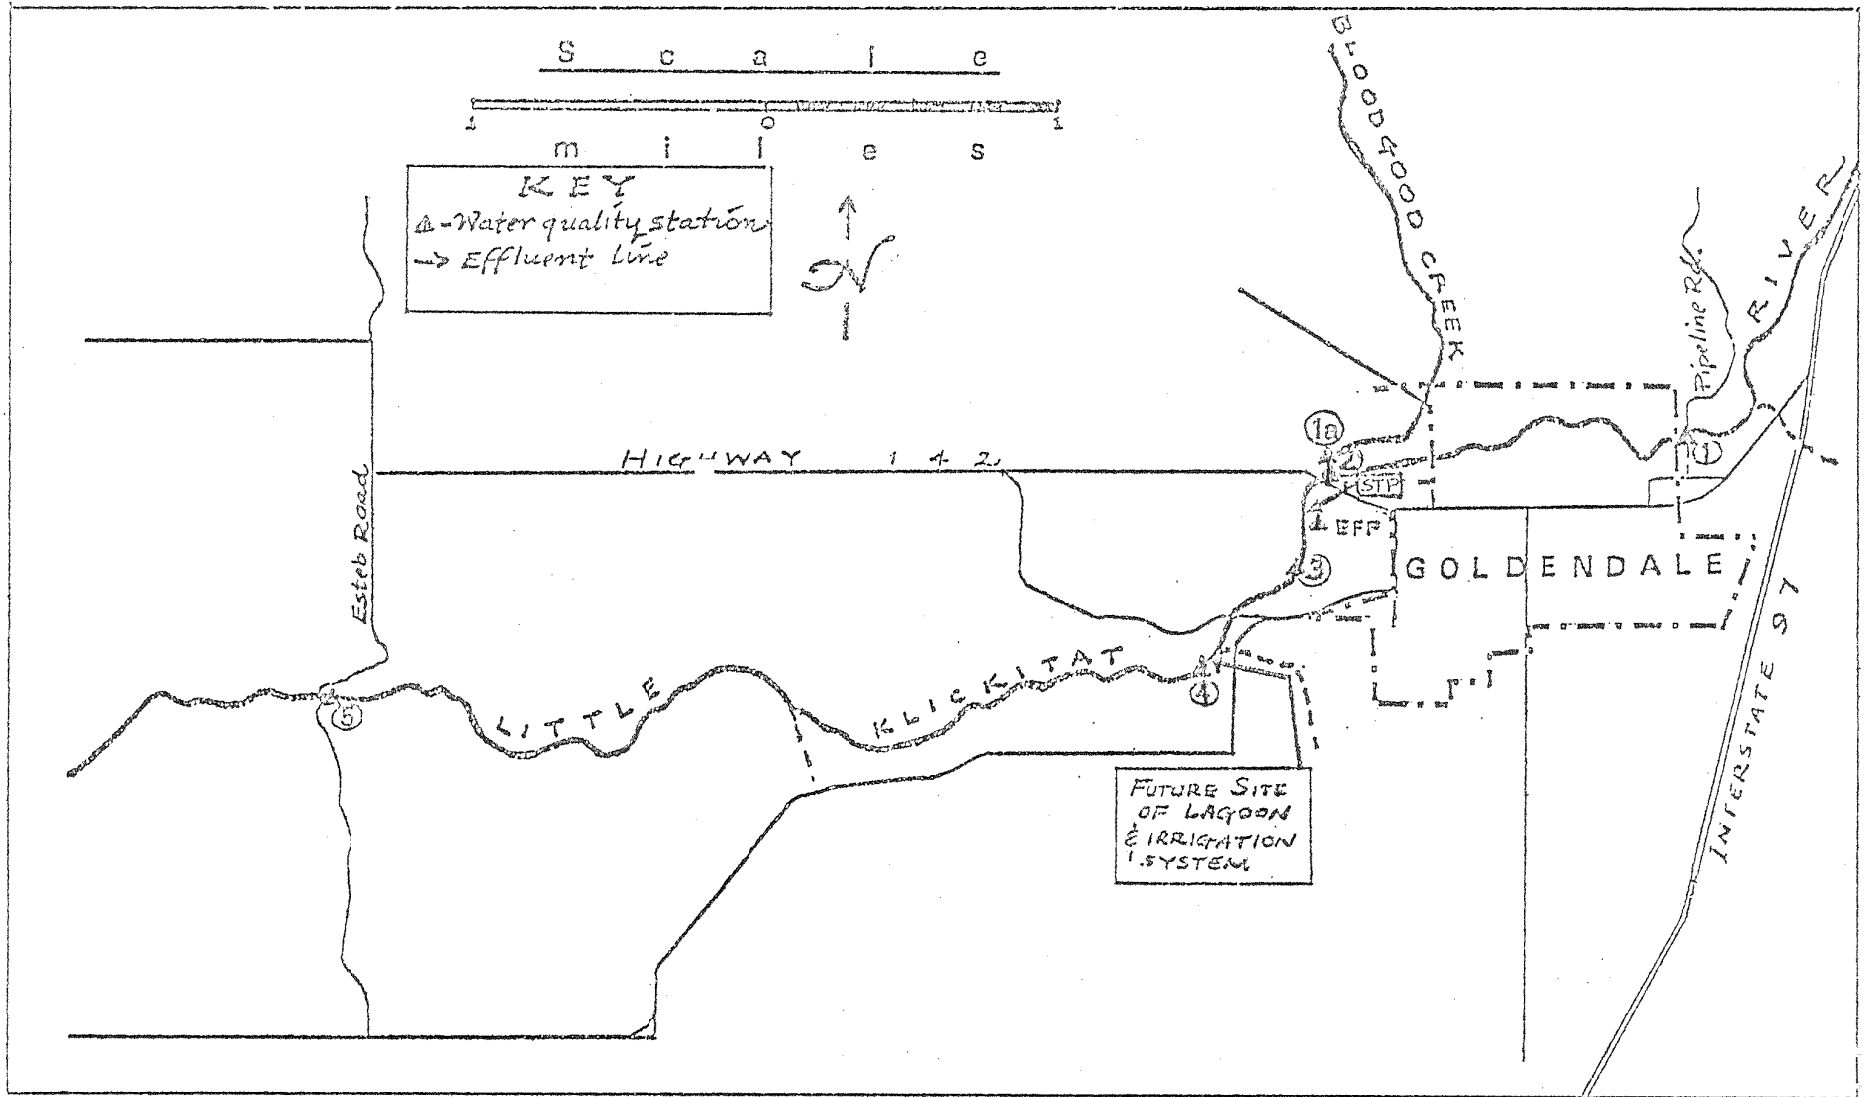 Scale
1 0 1
miles
KEY
△-Water quality station
-> Effluent Line
N
BLOODGOOD CREEK
RIVER
Pipeline Rd.
1a
2
1
HIGHWAY 142
STP
EFF
3
GOLDENDALE
Esteb Road
LITTLE
KLICKITAT
4
5
INTERSTATE 97
FUTURE SITE
OF LAGOON
& IRRIGATION
SYSTEM